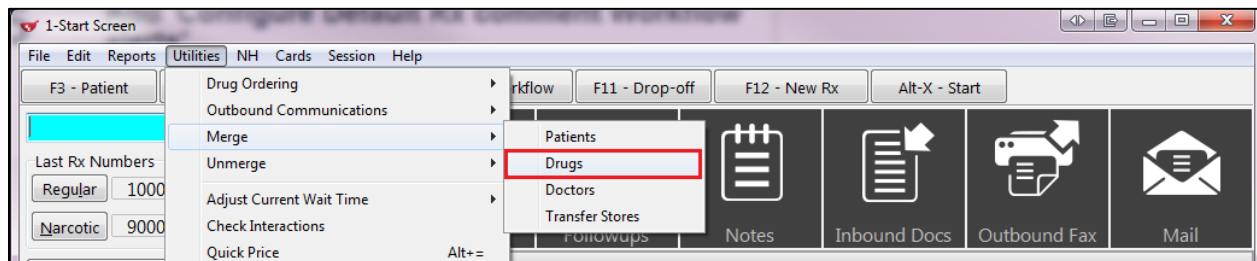 1-Start Screen
File Edit Reports Utilities NH Cards Session Help
F3 - Patient
rkflow
F11 - Drop-off
F12 - New Rx
Alt-X - Start
Drug Ordering
Outbound Communications
Merge
Unmerge
Adjust Current Wait Time
Check Interactions
Quick Price Alt+=
Patients
Drugs
Doctors
Transfer Stores
Last Rx Numbers
Regular 1000
Narcotic 9000
Followups
Notes
Inbound Docs
Outbound Fax
Mail